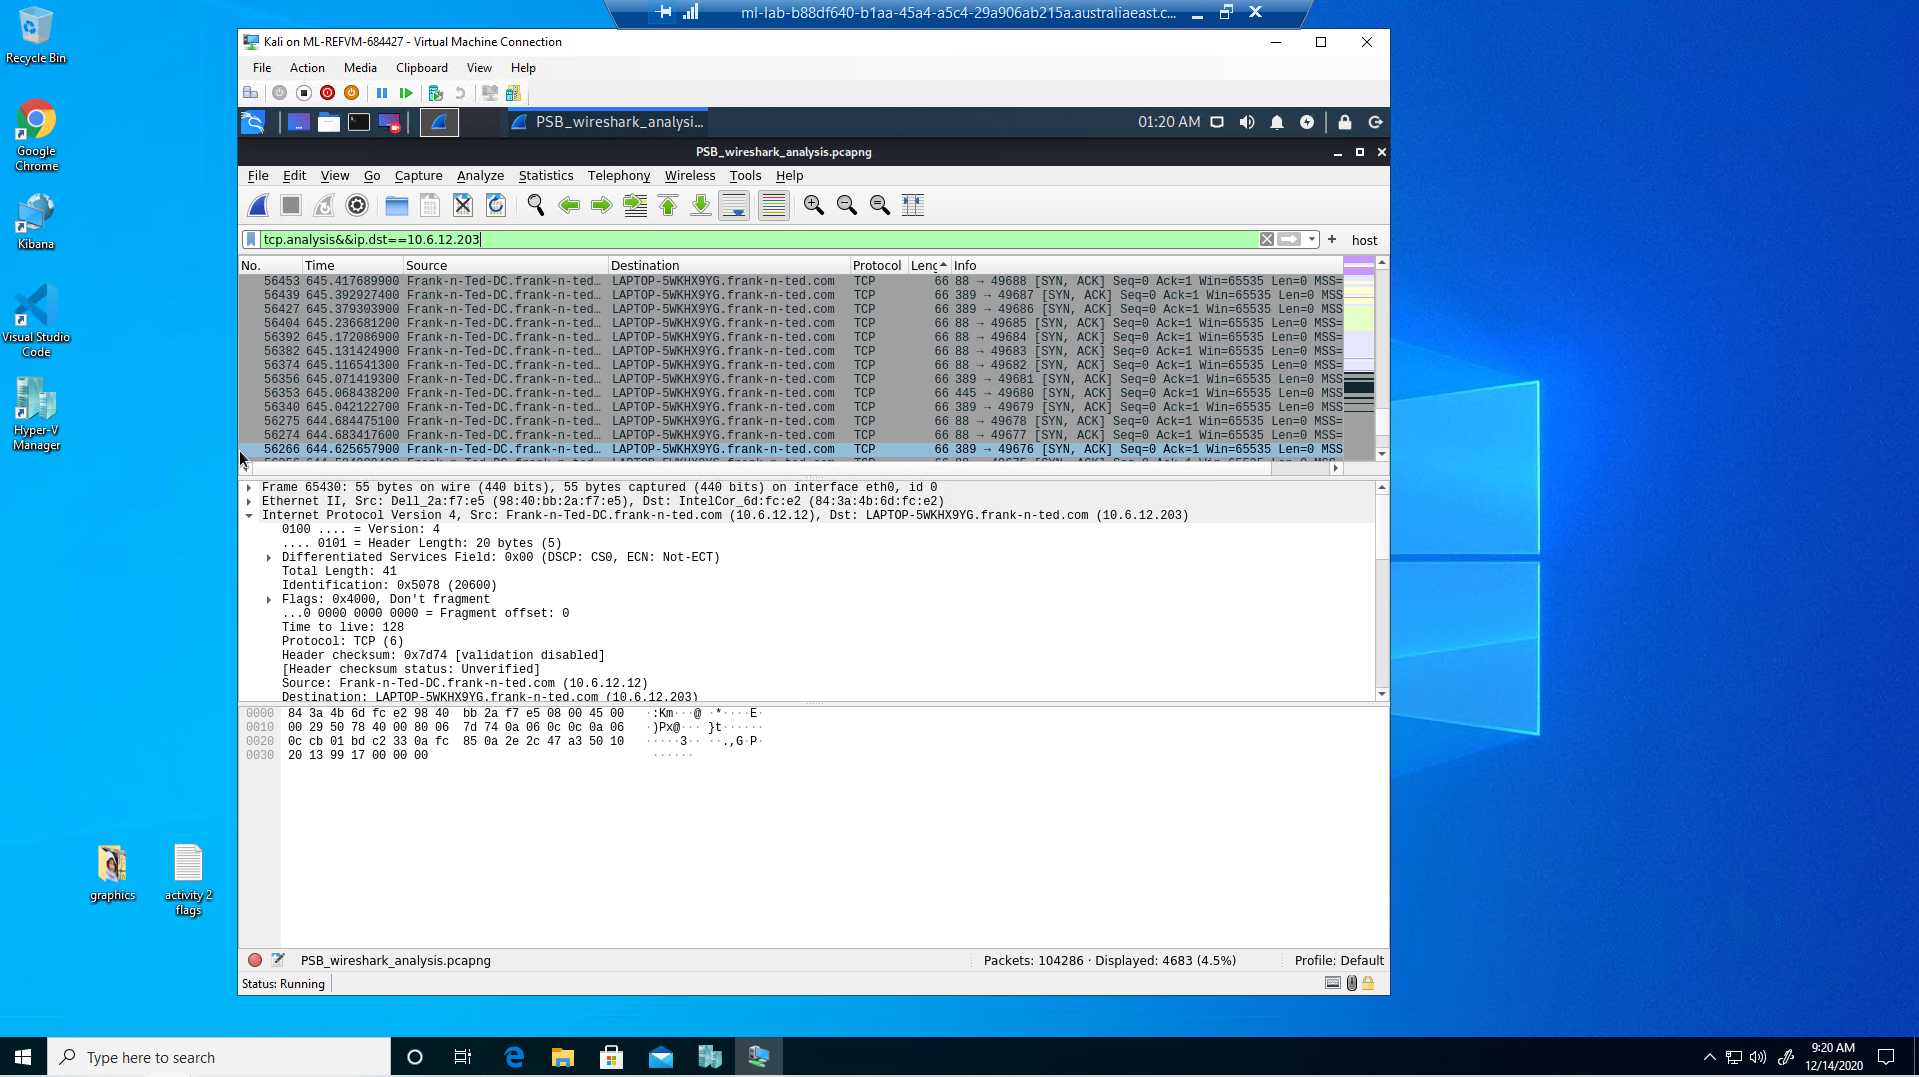 ml-lab-b88df640-b1aa-45a4-a5c4-29a906ab215a.australiaeast.c...
Recycle Bin
Google
Chrome
Kibana
Visual Studio
Code
Hyper-V
Manager
graphics
activity 2
flags
Kali on ML-REFVM-684427 - Virtual Machine Connection
File Action Media Clipboard View Help
PSB_wireshark_analysi... 01:20 AM
PSB_wireshark_analysis.pcapng
File Edit View Go Capture Analyze Statistics Telephony Wireless Tools Help
tcp.analysis&&ip.dst==10.6.12.203 + host
No. Time Source Destination Protocol Leng Info
56453 645.417689900 Frank-n-Ted-DC.frank-n-ted… LAPTOP-5WKHX9YG.frank-n-ted.com TCP 66 88 → 49688 [SYN, ACK] Seq=0 Ack=1 Win=65535 Len=0 MSS=
56439 645.392927400 Frank-n-Ted-DC.frank-n-ted… LAPTOP-5WKHX9YG.frank-n-ted.com TCP 66 389 → 49687 [SYN, ACK] Seq=0 Ack=1 Win=65535 Len=0 MSS
56427 645.379303900 Frank-n-Ted-DC.frank-n-ted… LAPTOP-5WKHX9YG.frank-n-ted.com TCP 66 389 → 49686 [SYN, ACK] Seq=0 Ack=1 Win=65535 Len=0 MSS
56404 645.236681200 Frank-n-Ted-DC.frank-n-ted… LAPTOP-5WKHX9YG.frank-n-ted.com TCP 66 88 → 49685 [SYN, ACK] Seq=0 Ack=1 Win=65535 Len=0 MSS=
56392 645.172086900 Frank-n-Ted-DC.frank-n-ted… LAPTOP-5WKHX9YG.frank-n-ted.com TCP 66 88 → 49684 [SYN, ACK] Seq=0 Ack=1 Win=65535 Len=0 MSS=
56382 645.131424900 Frank-n-Ted-DC.frank-n-ted… LAPTOP-5WKHX9YG.frank-n-ted.com TCP 66 88 → 49683 [SYN, ACK] Seq=0 Ack=1 Win=65535 Len=0 MSS=
56374 645.116541300 Frank-n-Ted-DC.frank-n-ted… LAPTOP-5WKHX9YG.frank-n-ted.com TCP 66 88 → 49682 [SYN, ACK] Seq=0 Ack=1 Win=65535 Len=0 MSS=
56356 645.071419300 Frank-n-Ted-DC.frank-n-ted… LAPTOP-5WKHX9YG.frank-n-ted.com TCP 66 389 → 49681 [SYN, ACK] Seq=0 Ack=1 Win=65535 Len=0 MSS
56353 645.068438200 Frank-n-Ted-DC.frank-n-ted… LAPTOP-5WKHX9YG.frank-n-ted.com TCP 66 445 → 49680 [SYN, ACK] Seq=0 Ack=1 Win=65535 Len=0 MSS
56340 645.042122700 Frank-n-Ted-DC.frank-n-ted… LAPTOP-5WKHX9YG.frank-n-ted.com TCP 66 389 → 49679 [SYN, ACK] Seq=0 Ack=1 Win=65535 Len=0 MSS
56275 644.684475100 Frank-n-Ted-DC.frank-n-ted… LAPTOP-5WKHX9YG.frank-n-ted.com TCP 66 88 → 49678 [SYN, ACK] Seq=0 Ack=1 Win=65535 Len=0 MSS=
56274 644.683417600 Frank-n-Ted-DC.frank-n-ted… LAPTOP-5WKHX9YG.frank-n-ted.com TCP 66 88 → 49677 [SYN, ACK] Seq=0 Ack=1 Win=65535 Len=0 MSS=
56266 644.625657900 Frank-n-Ted-DC.frank-n-ted… LAPTOP-5WKHX9YG.frank-n-ted.com TCP 66 389 → 49676 [SYN, ACK] Seq=0 Ack=1 Win=65535 Len=0 MSS
Frame 65430: 55 bytes on wire (440 bits), 55 bytes captured (440 bits) on interface eth0, id 0
Ethernet II, Src: Dell_2a:f7:e5 (98:40:bb:2a:f7:e5), Dst: IntelCor_6d:fc:e2 (84:3a:4b:6d:fc:e2)
Internet Protocol Version 4, Src: Frank-n-Ted-DC.frank-n-ted.com (10.6.12.12), Dst: LAPTOP-5WKHX9YG.frank-n-ted.com (10.6.12.203)
0100 .... = Version: 4
.... 0101 = Header Length: 20 bytes (5)
Differentiated Services Field: 0x00 (DSCP: CS0, ECN: Not-ECT)
Total Length: 41
Identification: 0x5078 (20600)
Flags: 0x4000, Don't fragment
...0 0000 0000 0000 = Fragment offset: 0
Time to live: 128
Protocol: TCP (6)
Header checksum: 0x7d74 [validation disabled]
[Header checksum status: Unverified]
Source: Frank-n-Ted-DC.frank-n-ted.com (10.6.12.12)
Destination: LAPTOP-5WKHX9YG.frank-n-ted.com (10.6.12.203)
0000 84 3a 4b 6d fc e2 98 40 bb 2a f7 e5 08 00 45 00 ·:Km···@ ·*····E·
0010 00 29 50 78 40 00 80 06 7d 74 0a 06 0c 0c 0a 06 ·)Px@··· }t······
0020 0c cb 01 bd c2 33 0a fc 85 0a 2e 2c 47 a3 50 10 ·····3·· ··.,G·P·
0030 20 13 99 17 00 00 00 ······
PSB_wireshark_analysis.pcapng Packets: 104286 · Displayed: 4683 (4.5%) Profile: Default
Status: Running
Type here to search
9:20 AM
12/14/2020